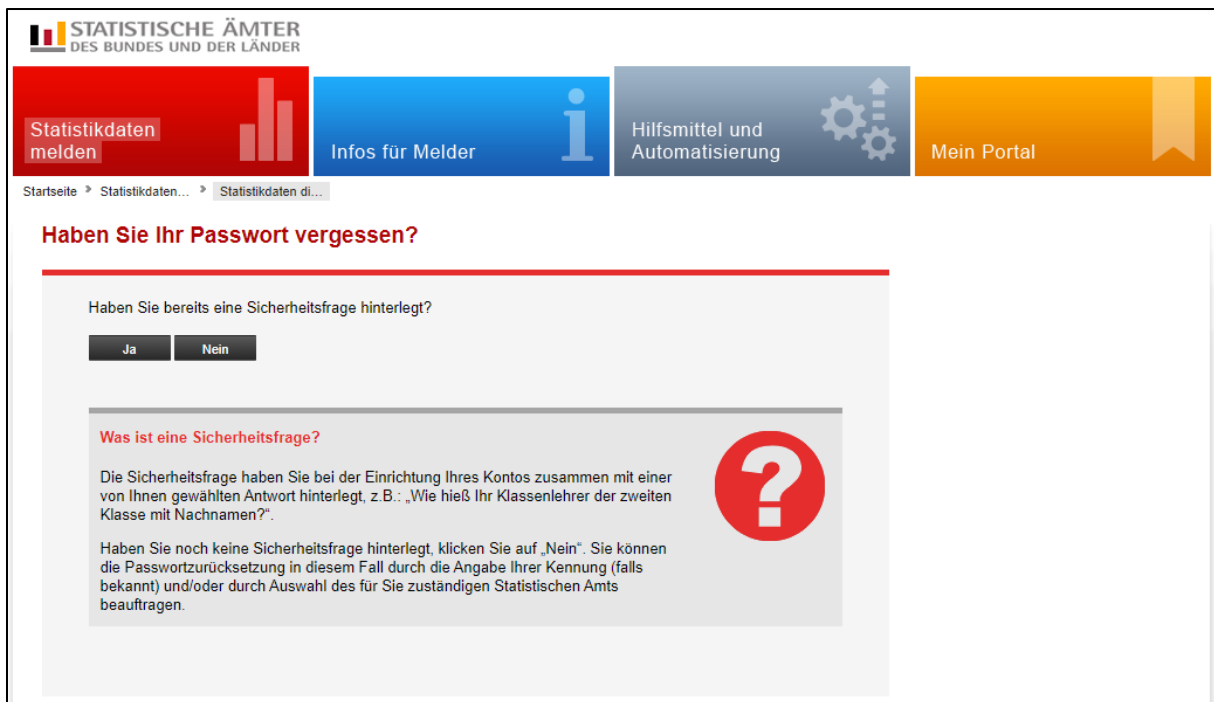 STATISTISCHE ÄMTER
DES BUNDES UND DER LÄNDER
Statistikdaten
melden
Infos für Melder
Hilfsmittel und
Automatisierung
Mein Portal
Startseite > Statistikdaten... > Statistikdaten di...
Haben Sie Ihr Passwort vergessen?
Haben Sie bereits eine Sicherheitsfrage hinterlegt?
Ja Nein
Was ist eine Sicherheitsfrage?
Die Sicherheitsfrage haben Sie bei der Einrichtung Ihres Kontos zusammen mit einer
von Ihnen gewählten Antwort hinterlegt, z.B.: „Wie hieß Ihr Klassenlehrer der zweiten
Klasse mit Nachnamen?“.
Haben Sie noch keine Sicherheitsfrage hinterlegt, klicken Sie auf „Nein“. Sie können
die Passwortzurücksetzung in diesem Fall durch die Angabe Ihrer Kennung (falls
bekannt) und/oder durch Auswahl des für Sie zuständigen Statistischen Amts
beauftragen.